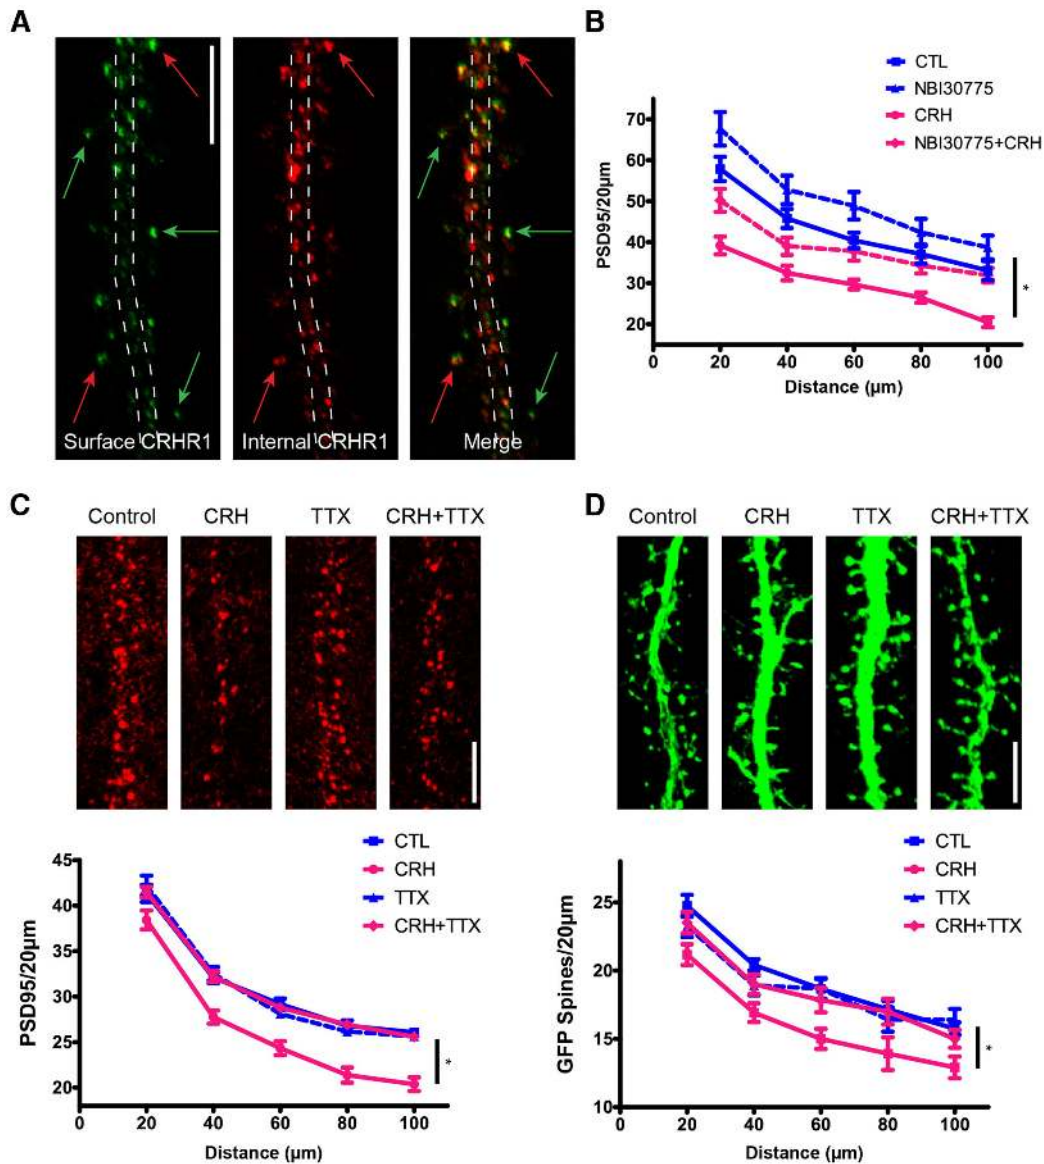 A
Surface CRHR1
Internal CRHR1
Merge
B
CTL
NBI30775
CRH
NBI30775+CRH
PSD95/20µm
70
60
50
40
30
20
0
20
40
60
80
100
*
Distance (µm)
C
Control
CRH
TTX
CRH+TTX
CTL
CRH
TTX
CRH+TTX
PSD95/20µm
45
40
35
30
25
20
0
20
40
60
80
100
*
Distance (µm)
D
Control
CRH
TTX
CRH+TTX
CTL
CRH
TTX
CRH+TTX
GFP Spines/20µm
25
20
15
10
0
20
40
60
80
100
*
Distance (µm)